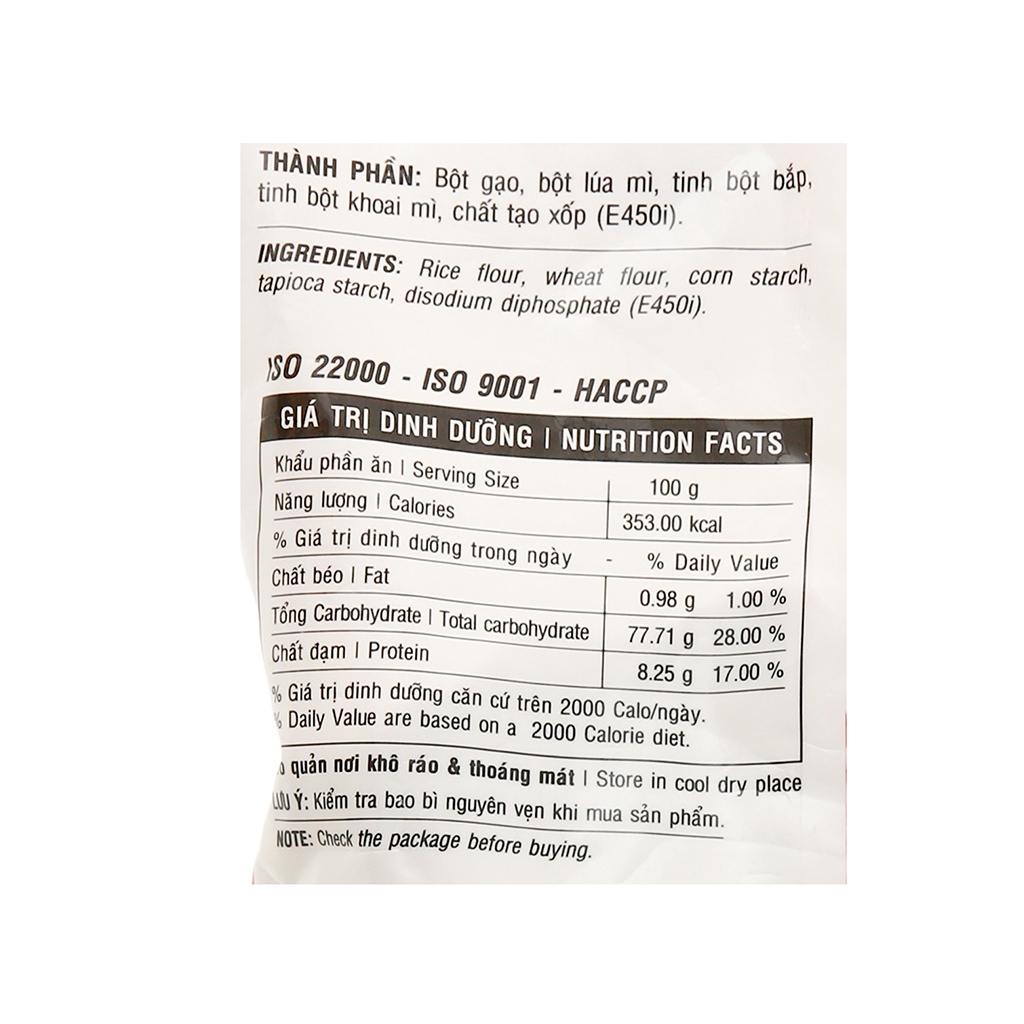 THÀNH PHẦN: Bột gạo, bột lúa mì, tinh bột bắp,
tinh bột khoai mì, chất tạo xốp (E450i).
INGREDIENTS: Rice flour, wheat flour, corn starch,
tapioca starch, disodium diphosphate (E450i).
ISO 22000 - ISO 9001 - HACCP
GIÁ TRỊ DINH DƯỠNG | NUTRITION FACTS
Khẩu phần ăn | Serving Size 100 g
Năng lượng | Calories 353.00 kcal
% Giá trị dinh dưỡng trong ngày - % Daily Value
Chất béo | Fat 0.98 g 1.00 %
Tổng Carbohydrate | Total carbohydrate 77.71 g 28.00 %
Chất đạm | Protein 8.25 g 17.00 %
% Giá trị dinh dưỡng căn cứ trên 2000 Calo/ngày.
% Daily Value are based on a 2000 Calorie diet.
quản nơi khô ráo & thoáng mát | Store in cool dry place
LƯU Ý: Kiểm tra bao bì nguyên vẹn khi mua sản phẩm.
NOTE: Check the package before buying.